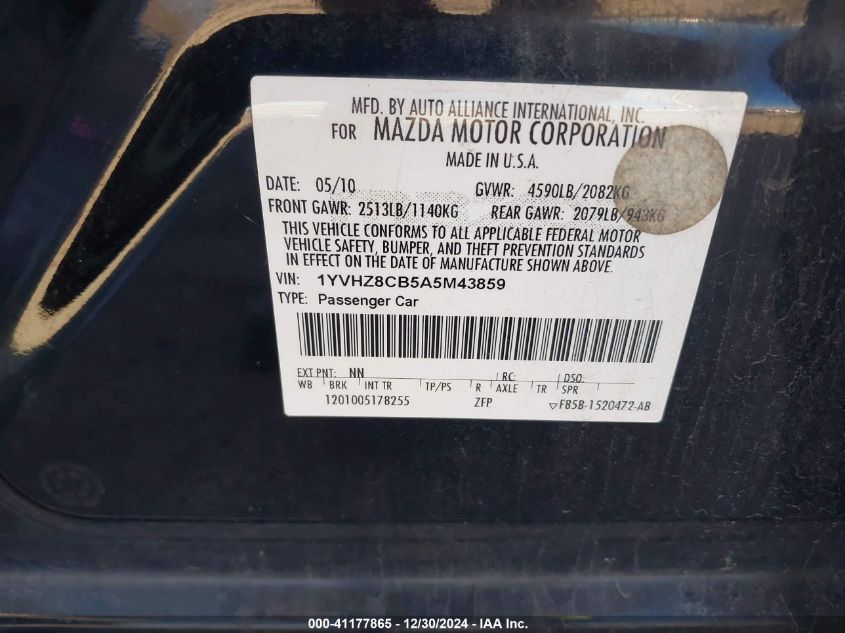 MFD. BY AUTO ALLIANCE INTERNATIONAL, INC.
FOR MAZDA MOTOR CORPORATION
MADE IN U.S.A.
DATE: 05/10 GVWR: 4590LB/2082KG
FRONT GAWR: 2513LB/1140KG REAR GAWR: 2079LB/943KG
THIS VEHICLE CONFORMS TO ALL APPLICABLE FEDERAL MOTOR
VEHICLE SAFETY, BUMPER, AND THEFT PREVENTION STANDARDS
IN EFFECT ON THE DATE OF MANUFACTURE SHOWN ABOVE.
VIN: 1YVHZ8CB5A5M43859
TYPE: Passenger Car
EXT PNT: NN RC: DSO:
WB BRK INT TR TP/PS R AXLE TR SPR
1201005178255 ZFP ▽F85B-1520472-AB
000-41177865 - 12/30/2024 - IAA Inc.